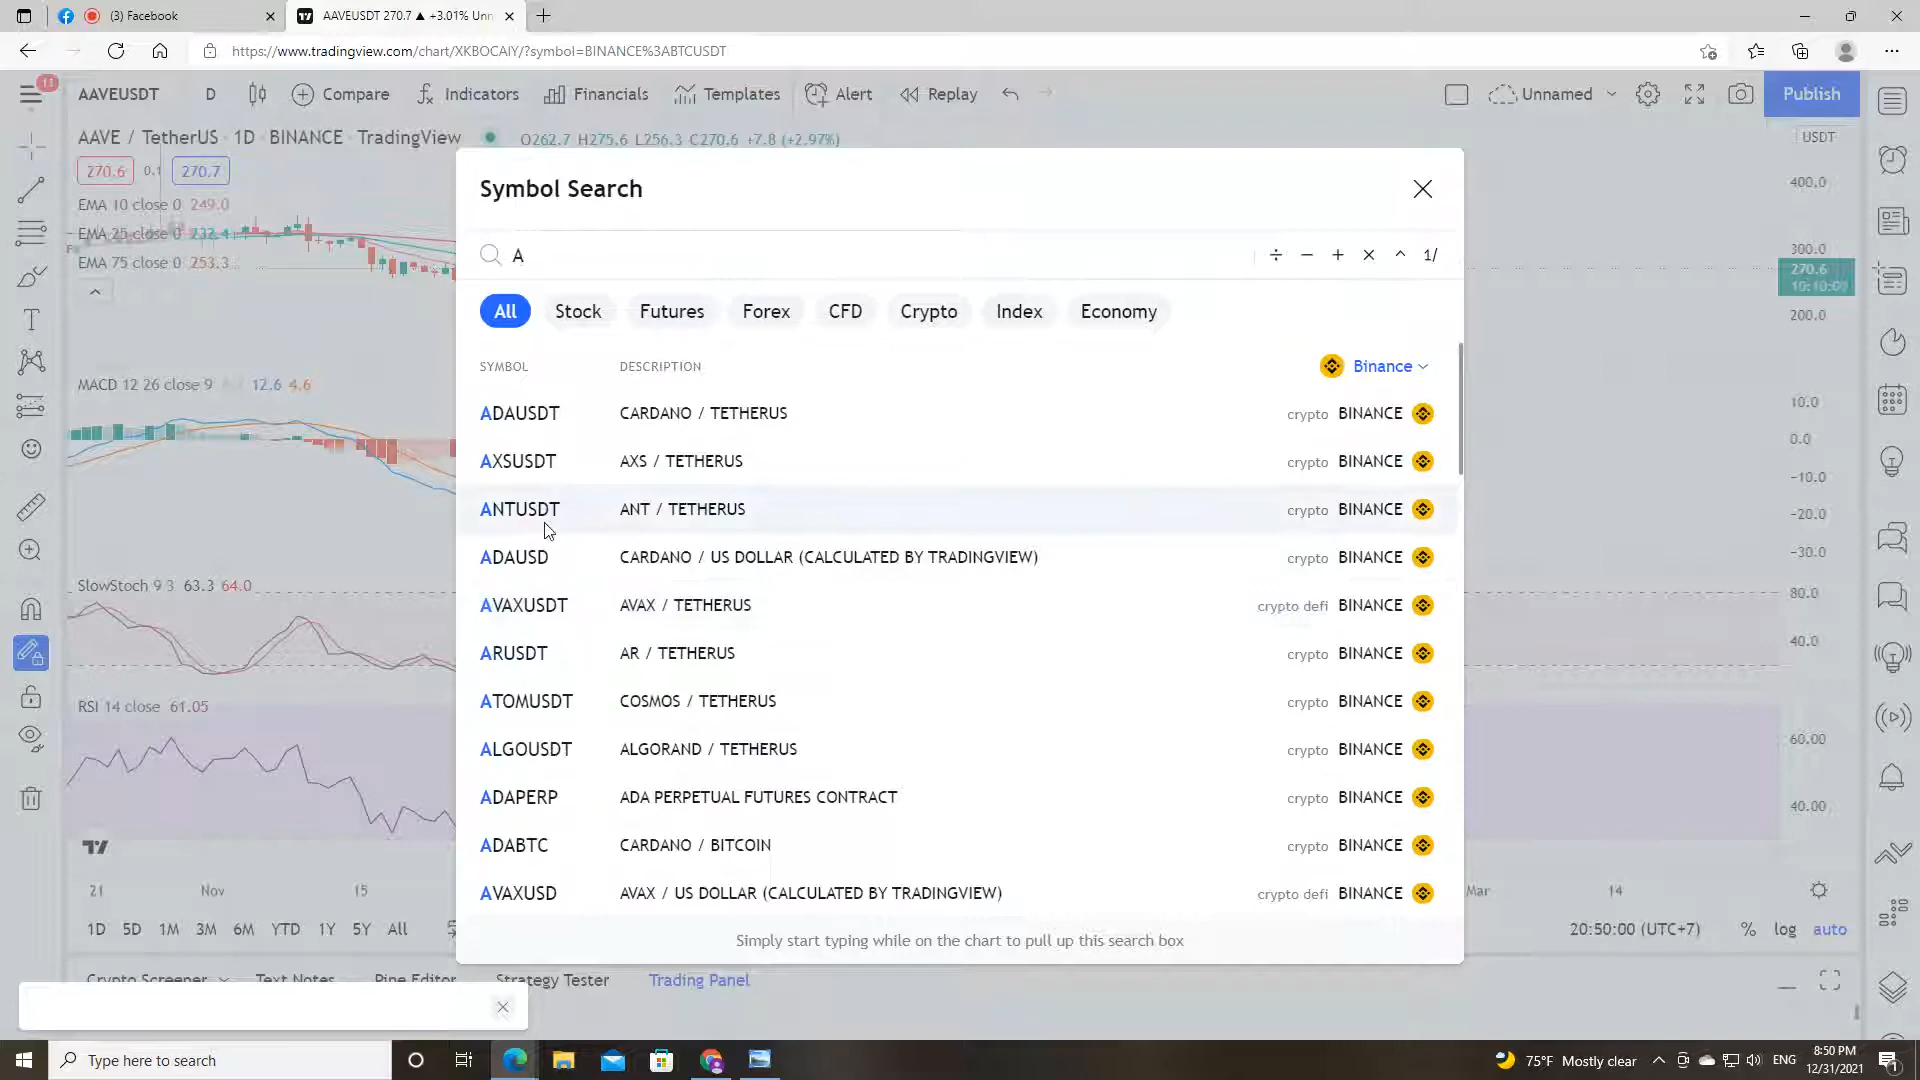 (3) Facebook
AAVEUSDT 270.7 ▲ +3.01% Unn
https://www.tradingview.com/chart/XKBOCAIY/?symbol=BINANCE%3ABTCUSDT
11
AAVEUSDT D Compare Indicators Financials Templates Alert Replay Unnamed Publish
AAVE / TetherUS · 1D · BINANCE · TradingView O262.7 H275.6 L256.3 C270.6 +7.8 (+2.97%) USDT
270.6 0.1 270.7
EMA 10 close 0 249.0
EMA 25 close 0 232.4
EMA 75 close 0 253.3
MACD 12 26 close 9 12.6 4.6
SlowStoch 9 3 63.3 64.0
RSI 14 close 61.05
Symbol Search
A
÷ − + × ^ 1/
All Stock Futures Forex CFD Crypto Index Economy
SYMBOL DESCRIPTION Binance
ADAUSDT CARDANO / TETHERUS crypto BINANCE
AXSUSDT AXS / TETHERUS crypto BINANCE
ANTUSDT ANT / TETHERUS crypto BINANCE
ADAUSD CARDANO / US DOLLAR (CALCULATED BY TRADINGVIEW) crypto BINANCE
AVAXUSDT AVAX / TETHERUS crypto defi BINANCE
ARUSDT AR / TETHERUS crypto BINANCE
ATOMUSDT COSMOS / TETHERUS crypto BINANCE
ALGOUSDT ALGORAND / TETHERUS crypto BINANCE
ADAPERP ADA PERPETUAL FUTURES CONTRACT crypto BINANCE
ADABTC CARDANO / BITCOIN crypto BINANCE
AVAXUSD AVAX / US DOLLAR (CALCULATED BY TRADINGVIEW) crypto defi BINANCE
Simply start typing while on the chart to pull up this search box
400.0
300.0
270.6
10:10:00
200.0
10.0
0.0
−10.0
−20.0
−30.0
80.0
40.0
60.00
40.00
21 Nov 15 Mar 14
1D 5D 1M 3M 6M YTD 1Y 5Y All 20:50:00 (UTC+7) % log auto
Crypto Screener Text Notes Pine Editor Strategy Tester Trading Panel
Type here to search 75°F Mostly clear ENG 8:50 PM
12/31/2021
1